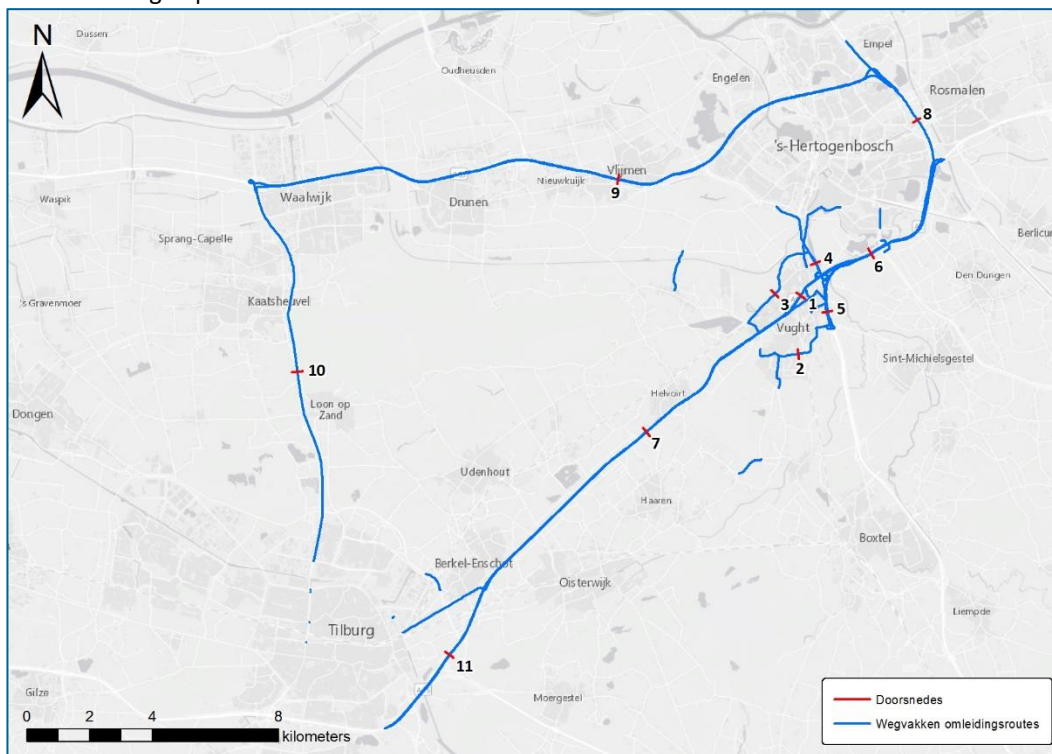 N
Dussen
Oudheusden
Engelen
Empel
Rosmalen
8
's-Hertogenbosch
Waspik
Waalwijk
Drunen
Nieuwkuijk
Vlijmen
9
Sprang-Capelle
Berlicum
4
6
Den Dungen
's Gravenmoer
Kaatsheuvel
3
1
5
Vught
2
Sint-Michielsgestel
10
Helvoirt
Dongen
Loon op
Zand
7
Udenhout
Haaren
Boxtel
Berkel-Enschot
Oisterwijk
Liempde
Tilburg
11
Gilze
Moergestel
0 2 4 8
kilometers
Doorsnedes
Wegvakken omleidingsroutes